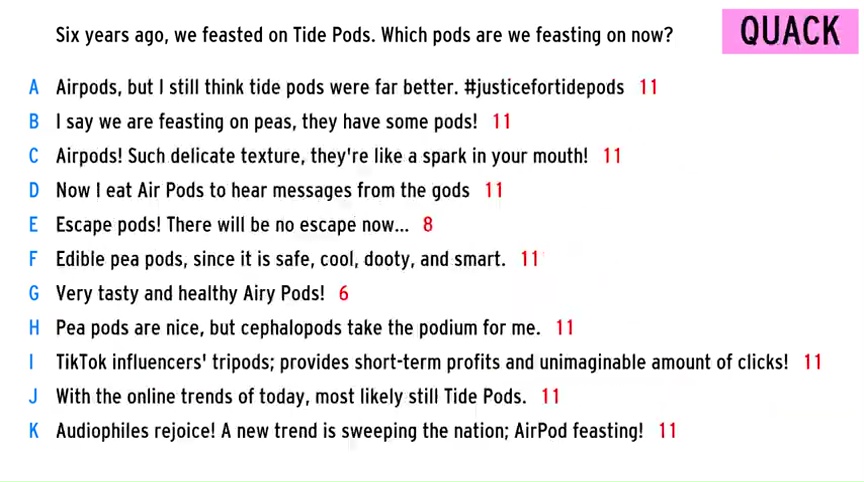 Six years ago, we feasted on Tide Pods. Which pods are we feasting on now?
QUACK
A Airpods, but I still think tide pods were far better. #justicefortidepods 11
B I say we are feasting on peas, they have some pods! 11
C Airpods! Such delicate texture, they're like a spark in your mouth! 11
D Now I eat Air Pods to hear messages from the gods 11
E Escape pods! There will be no escape now... 8
F Edible pea pods, since it is safe, cool, dooty, and smart. 11
G Very tasty and healthy Airy Pods! 6
H Pea pods are nice, but cephalopods take the podium for me. 11
I TikTok influencers' tripods; provides short-term profits and unimaginable amount of clicks! 11
J With the online trends of today, most likely still Tide Pods. 11
K Audiophiles rejoice! A new trend is sweeping the nation; AirPod feasting! 11